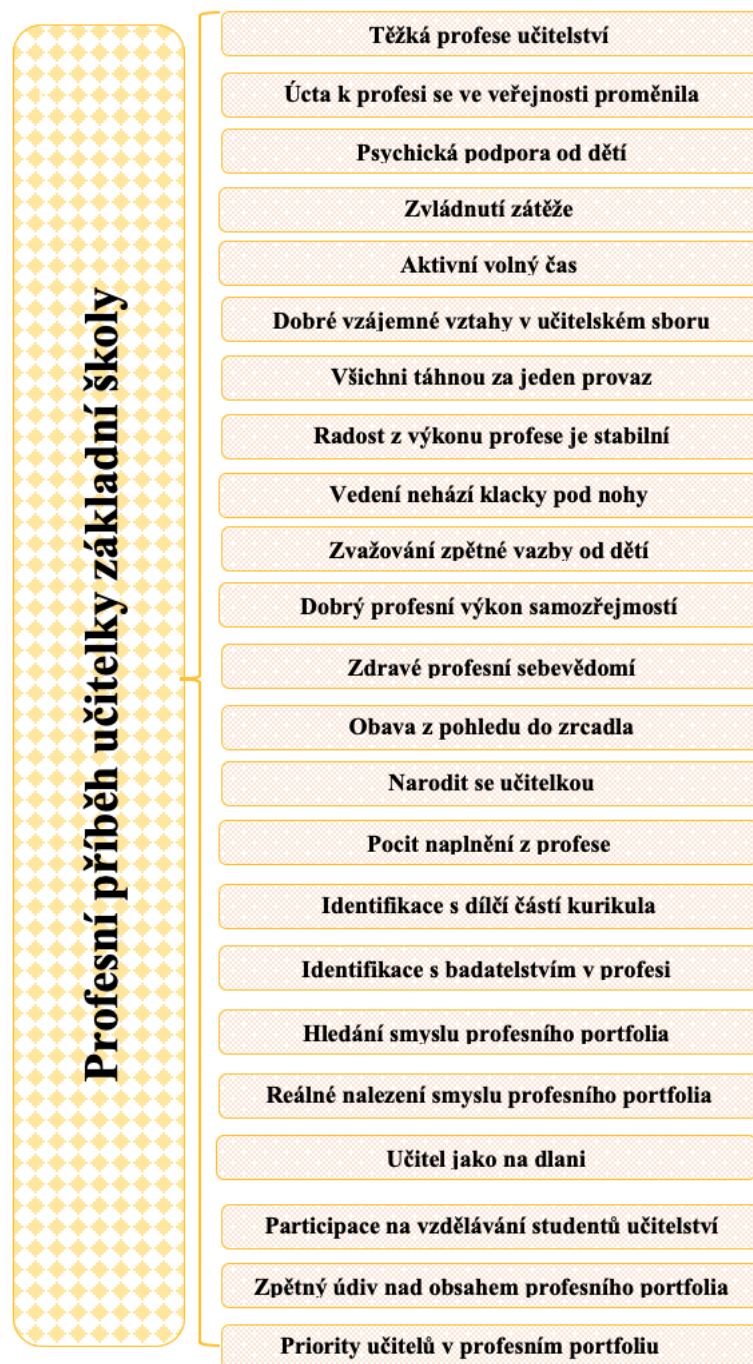 Profesní příběh učitelky základní školy
Těžká profese učitelství
Úcta k profesi se ve veřejnosti proměnila
Psychická podpora od dětí
Zvládnutí zátěže
Aktivní volný čas
Dobré vzájemné vztahy v učitelském sboru
Všichni táhnou za jeden provaz
Radost z výkonu profese je stabilní
Vedení nehází klacky pod nohy
Zvažování zpětné vazby od dětí
Dobrý profesní výkon samozřejmostí
Zdravé profesní sebevědomí
Obava z pohledu do zrcadla
Narodit se učitelkou
Pocit naplnění z profese
Identifikace s dílčí částí kurikula
Identifikace s badatelstvím v profesi
Hledání smyslu profesního portfolia
Reálné nalezení smyslu profesního portfolia
Učitel jako na dlani
Participace na vzdělávání studentů učitelství
Zpětný údiv nad obsahem profesního portfolia
Priority učitelů v profesním portfoliu